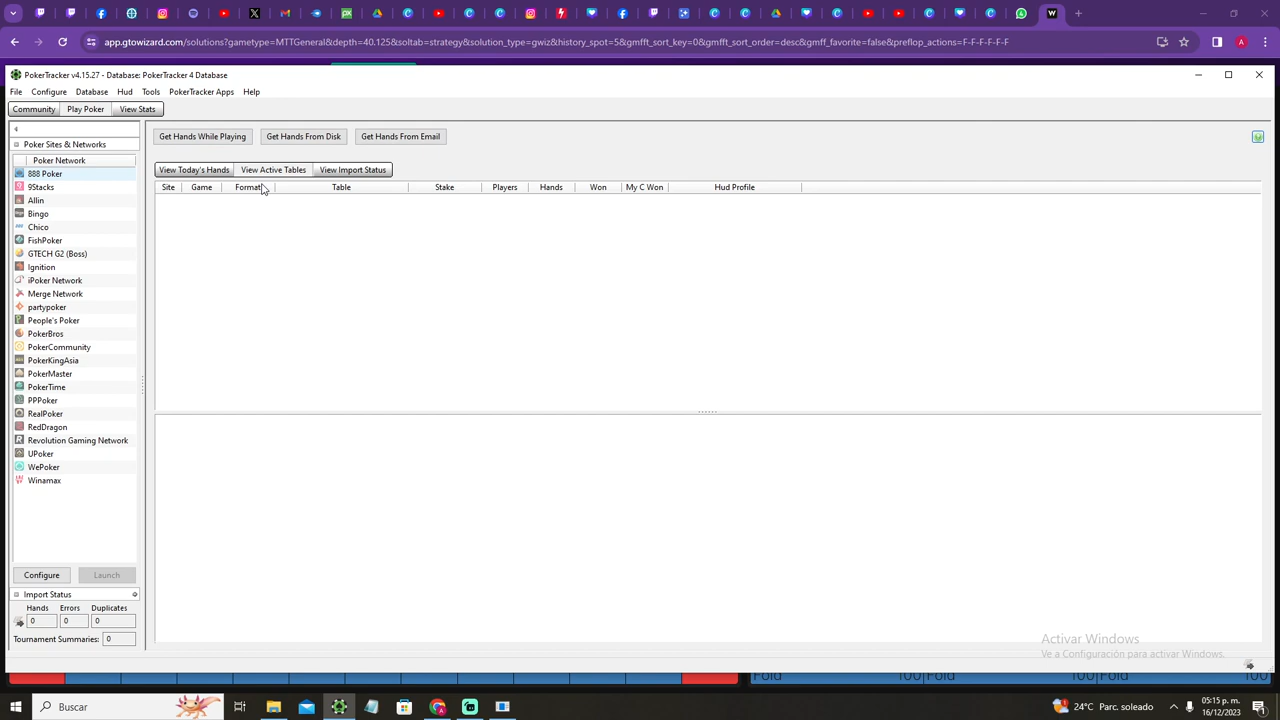 app.gtowizard.com/solutions?gametype=MTTGeneral&depth=40.125&soltab=strategy&solution_type=gwiz&history_spot=5&gmfft_sort_key=0&gmff_sort_order=desc&gmff_favorite=false&preflop_actions=F-F-F-F-F
PokerTracker v4.15.27 - Database: PokerTracker 4 Database
File Configure Database Hud Tools PokerTracker Apps Help
Community Play Poker View Stats
Get Hands While Playing Get Hands From Disk Get Hands From Email
Poker Sites & Networks
Poker Network
View Today's Hands View Active Tables View Import Status
Site Game Format Table Stake Players Hands Won My C Won Hud Profile
888 Poker
9Stacks
Allin
Bingo
Chico
FishPoker
GTECH G2 (Boss)
Ignition
iPoker Network
Merge Network
partypoker
People's Poker
PokerBros
PokerCommunity
PokerKingAsia
PokerMaster
PokerTime
PPPoker
RealPoker
RedDragon
Revolution Gaming Network
UPoker
WePoker
Winamax
Configure Launch
Import Status
Hands Errors Duplicates
0 0 0
Tournament Summaries: 0
Activar Windows
Ve a Configuración para activar Windows.
Fold 100 Fold 100 Fold 100
Buscar
24°C Parc. soleado
05:15 p. m.
16/12/2023